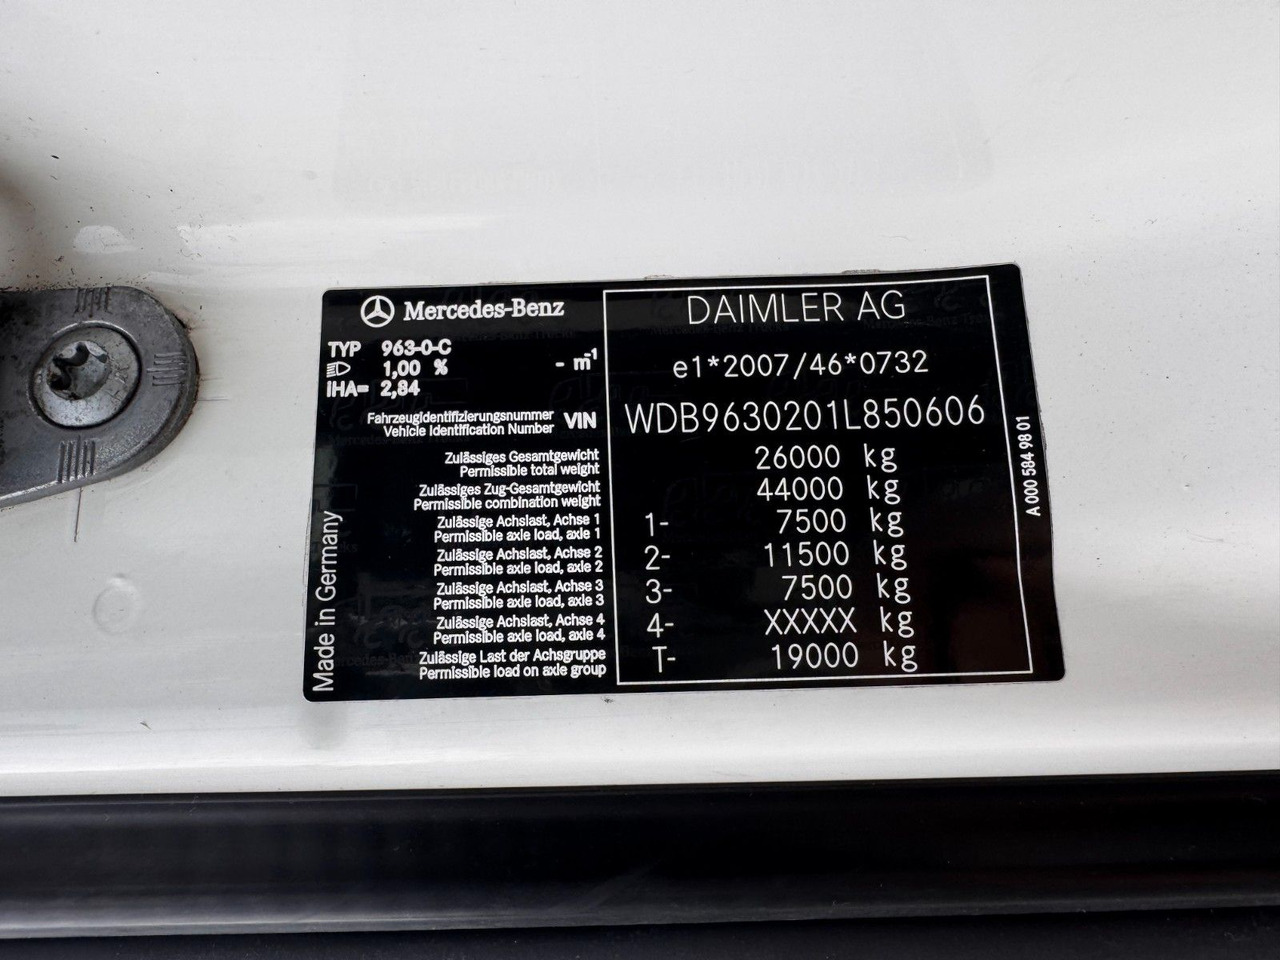 Mercedes-Benz
DAIMLER AG
TYP 963-0-C
1,00 % - m⁻¹
IHA= 2,84
e1*2007/46*0732
Fahrzeugidentifizierungsnummer
Vehicle Identification Number
VIN WDB9630201L850606
Zulässiges Gesamtgewicht
Permissible total weight
26000 kg
Zulässiges Zug-Gesamtgewicht
Permissible combination weight
44000 kg
Zulässige Achslast, Achse 1
Permissible axle load, axle 1
1- 7500 kg
Zulässige Achslast, Achse 2
Permissible axle load, axle 2
2- 11500 kg
Zulässige Achslast, Achse 3
Permissible axle load, axle 3
3- 7500 kg
Zulässige Achslast, Achse 4
Permissible axle load, axle 4
4- XXXXX kg
Zulässige Last der Achsgruppe
Permissible load on axle group
T- 19000 kg
Made in Germany
A 000 584 98 01